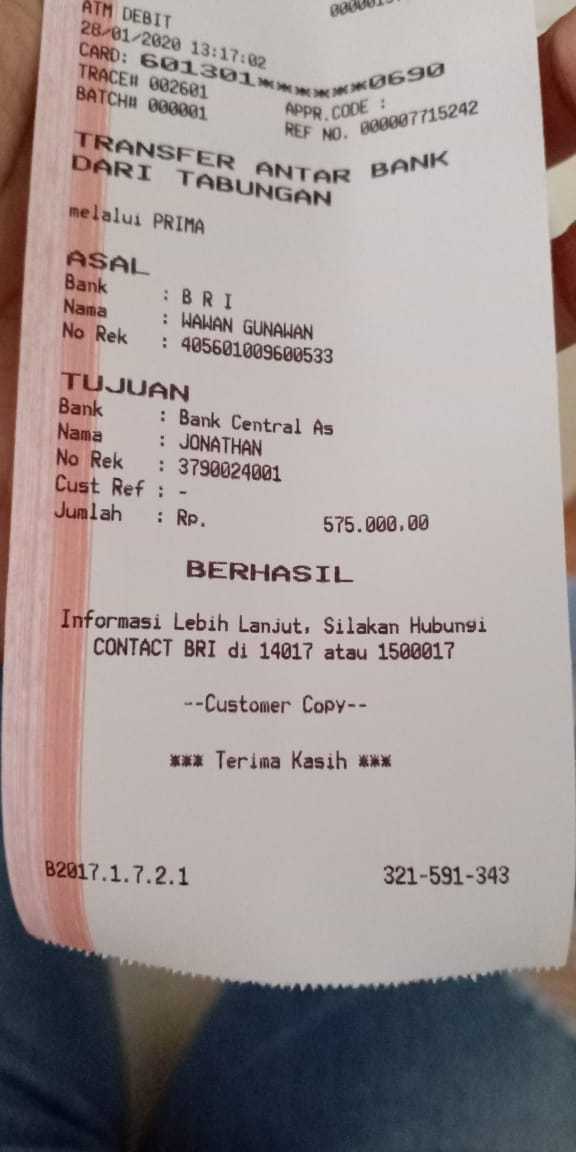 ATM DEBIT
28/01/2020 13:17:02
CARD: 601301******0690
TRACE# 002601
APPR.CODE :
BATCH# 000001
REF NO. 000007715242
TRANSFER ANTAR BANK
DARI TABUNGAN
melalui PRIMA
ASAL
Bank : B R I
Nama : WAWAN GUNAWAN
No Rek : 405601009600533
TUJUAN
Bank : Bank Central As
Nama : JONATHAN
No Rek : 3790024001
Cust Ref : -
Jumlah : Rp. 575.000,00
BERHASIL
Informasi Lebih Lanjut, Silakan Hubungi
CONTACT BRI di 14017 atau 1500017
--Customer Copy--
*** Terima Kasih ***
B2017.1.7.2.1 321-591-343